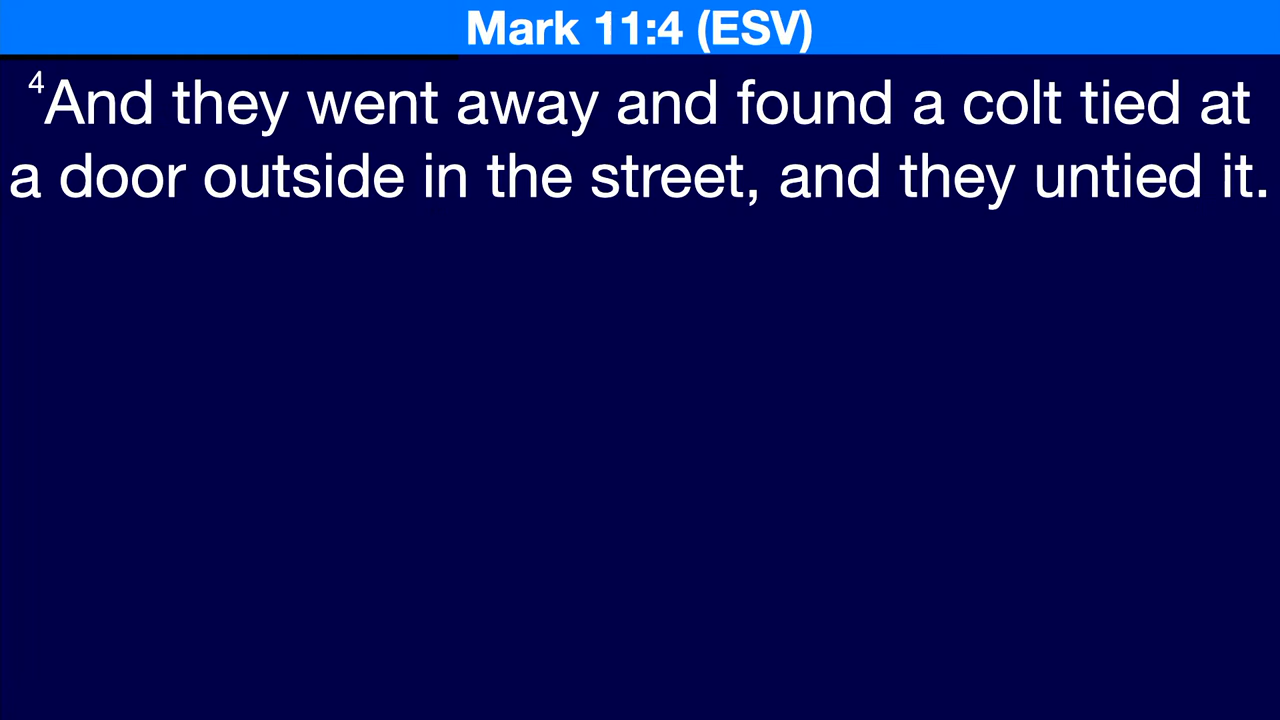 Mark 11:4 (ESV)
4And they went away and found a colt tied at
a door outside in the street, and they untied it.